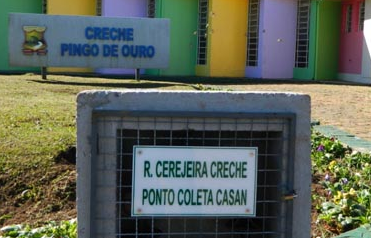 CRECHE
PINGO DE OURO
R. CEREJEIRA CRECHE
PONTO COLETA CASAN